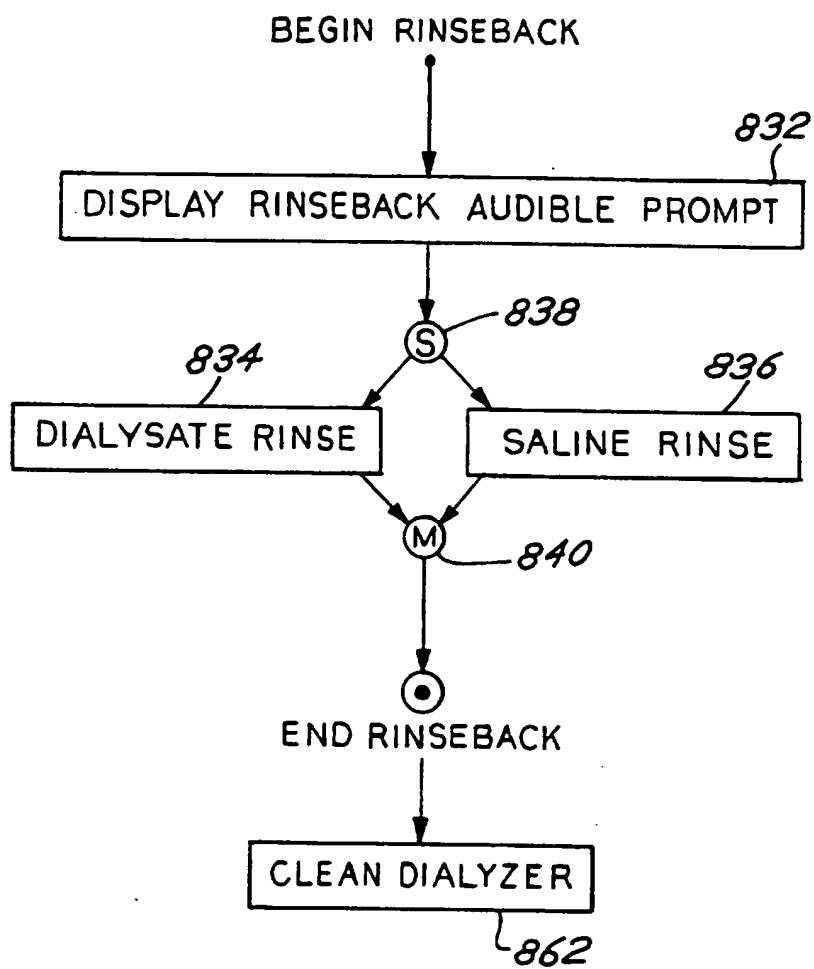 BEGIN RINSEBACK
832
DISPLAY RINSEBACK AUDIBLE PROMPT
838
S
834
836
DIALYSATE RINSE
SALINE RINSE
M
840
END RINSEBACK
CLEAN DIALYZER
862